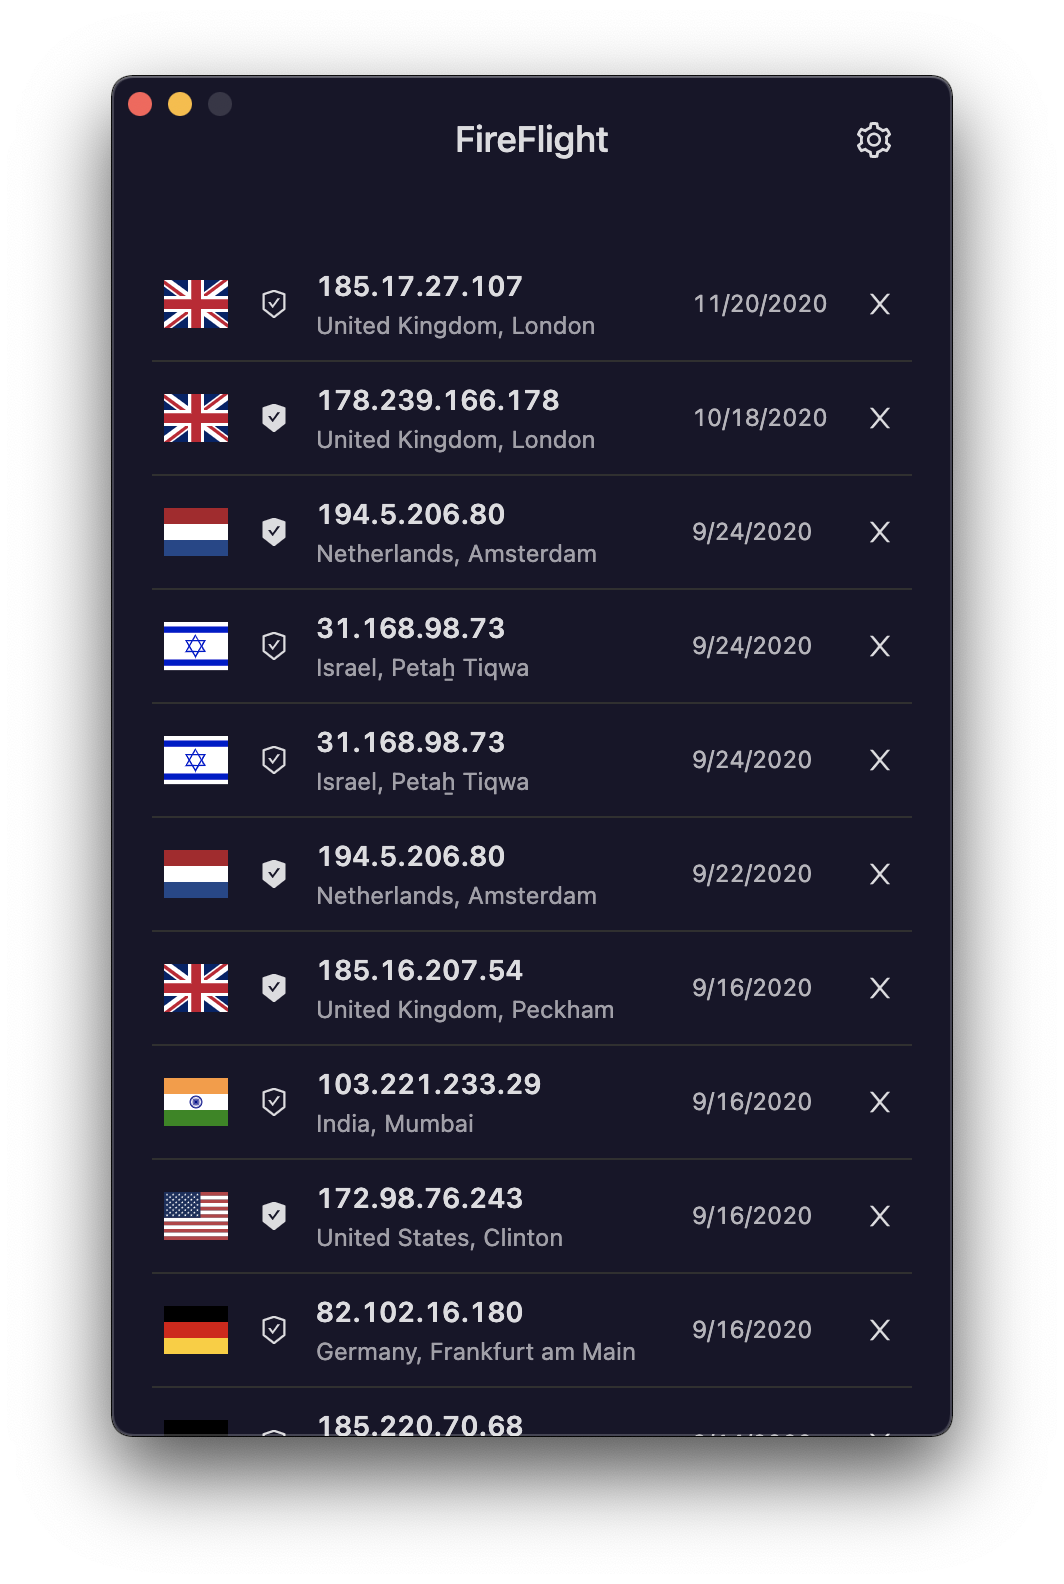 FireFlight
185.17.27.107
United Kingdom, London
11/20/2020
178.239.166.178
United Kingdom, London
10/18/2020
194.5.206.80
Netherlands, Amsterdam
9/24/2020
31.168.98.73
Israel, Petaẖ Tiqwa
9/24/2020
31.168.98.73
Israel, Petaẖ Tiqwa
9/24/2020
194.5.206.80
Netherlands, Amsterdam
9/22/2020
185.16.207.54
United Kingdom, Peckham
9/16/2020
103.221.233.29
India, Mumbai
9/16/2020
172.98.76.243
United States, Clinton
9/16/2020
82.102.16.180
Germany, Frankfurt am Main
9/16/2020
185.220.70.68